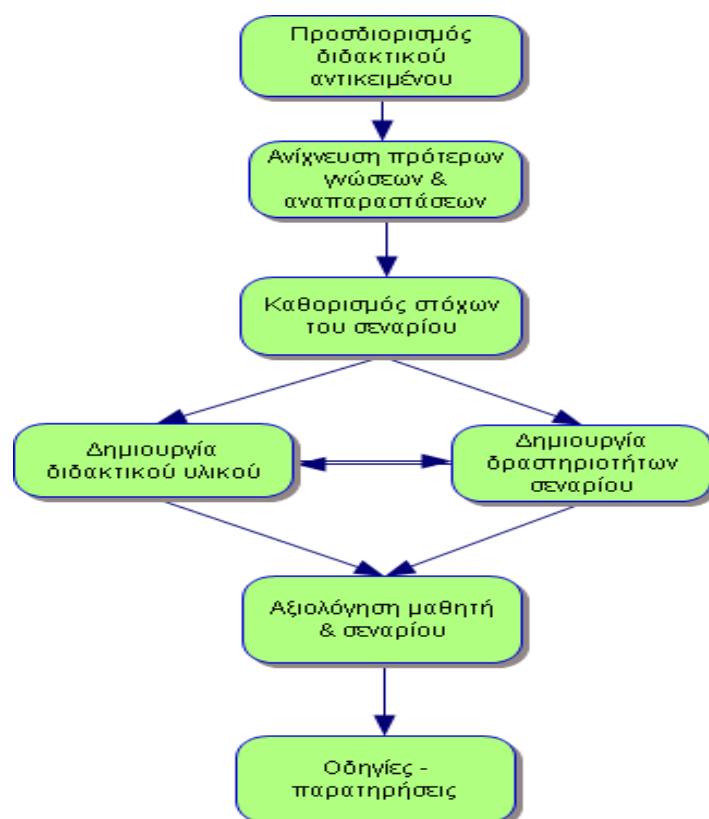 Προσδιορισμός
διδακτικού
αντικειμένου
Ανίχνευση πρότερων
γνώσεων &
αναπαραστάσεων
Καθορισμός στόχων
του σεναρίου
Δημιουργία
διδακτικού υλικού
Δημιουργία
δραστηριοτήτων
σεναρίου
Αξιολόγηση μαθητή
& σεναρίου
Οδηγίες -
παρατηρήσεις